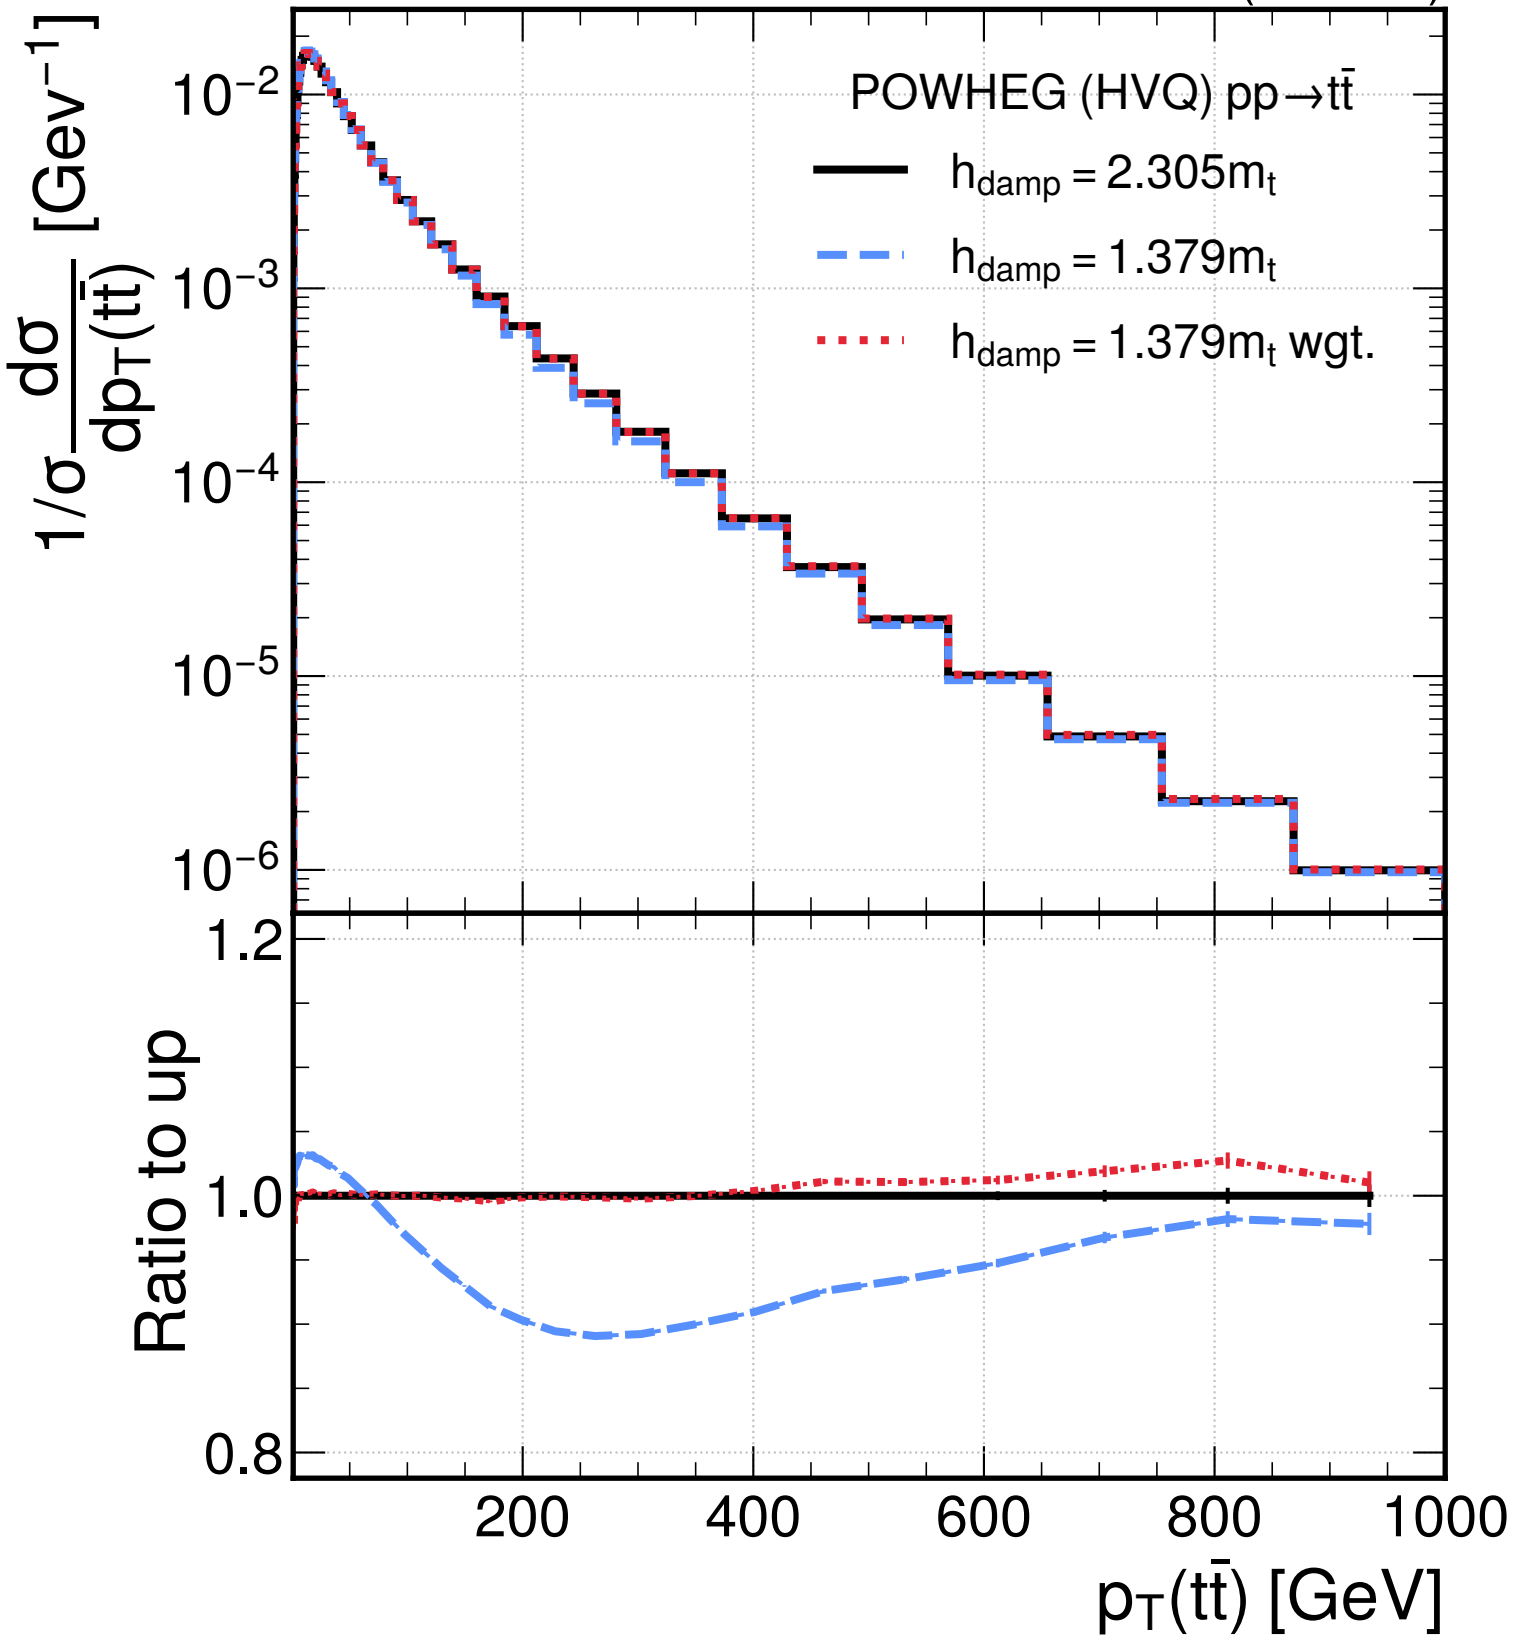 POWHEG (HVQ) pp→tt̄
h_damp = 2.305m_t
h_damp = 1.379m_t
h_damp = 1.379m_t wgt.
1/σ dσ/dp_T(tt̄) [Gev⁻¹]
10⁻²
10⁻³
10⁻⁴
10⁻⁵
10⁻⁶
Ratio to up
1.2
1.0
0.8
200 400 600 800 1000
p_T(tt̄) [GeV]